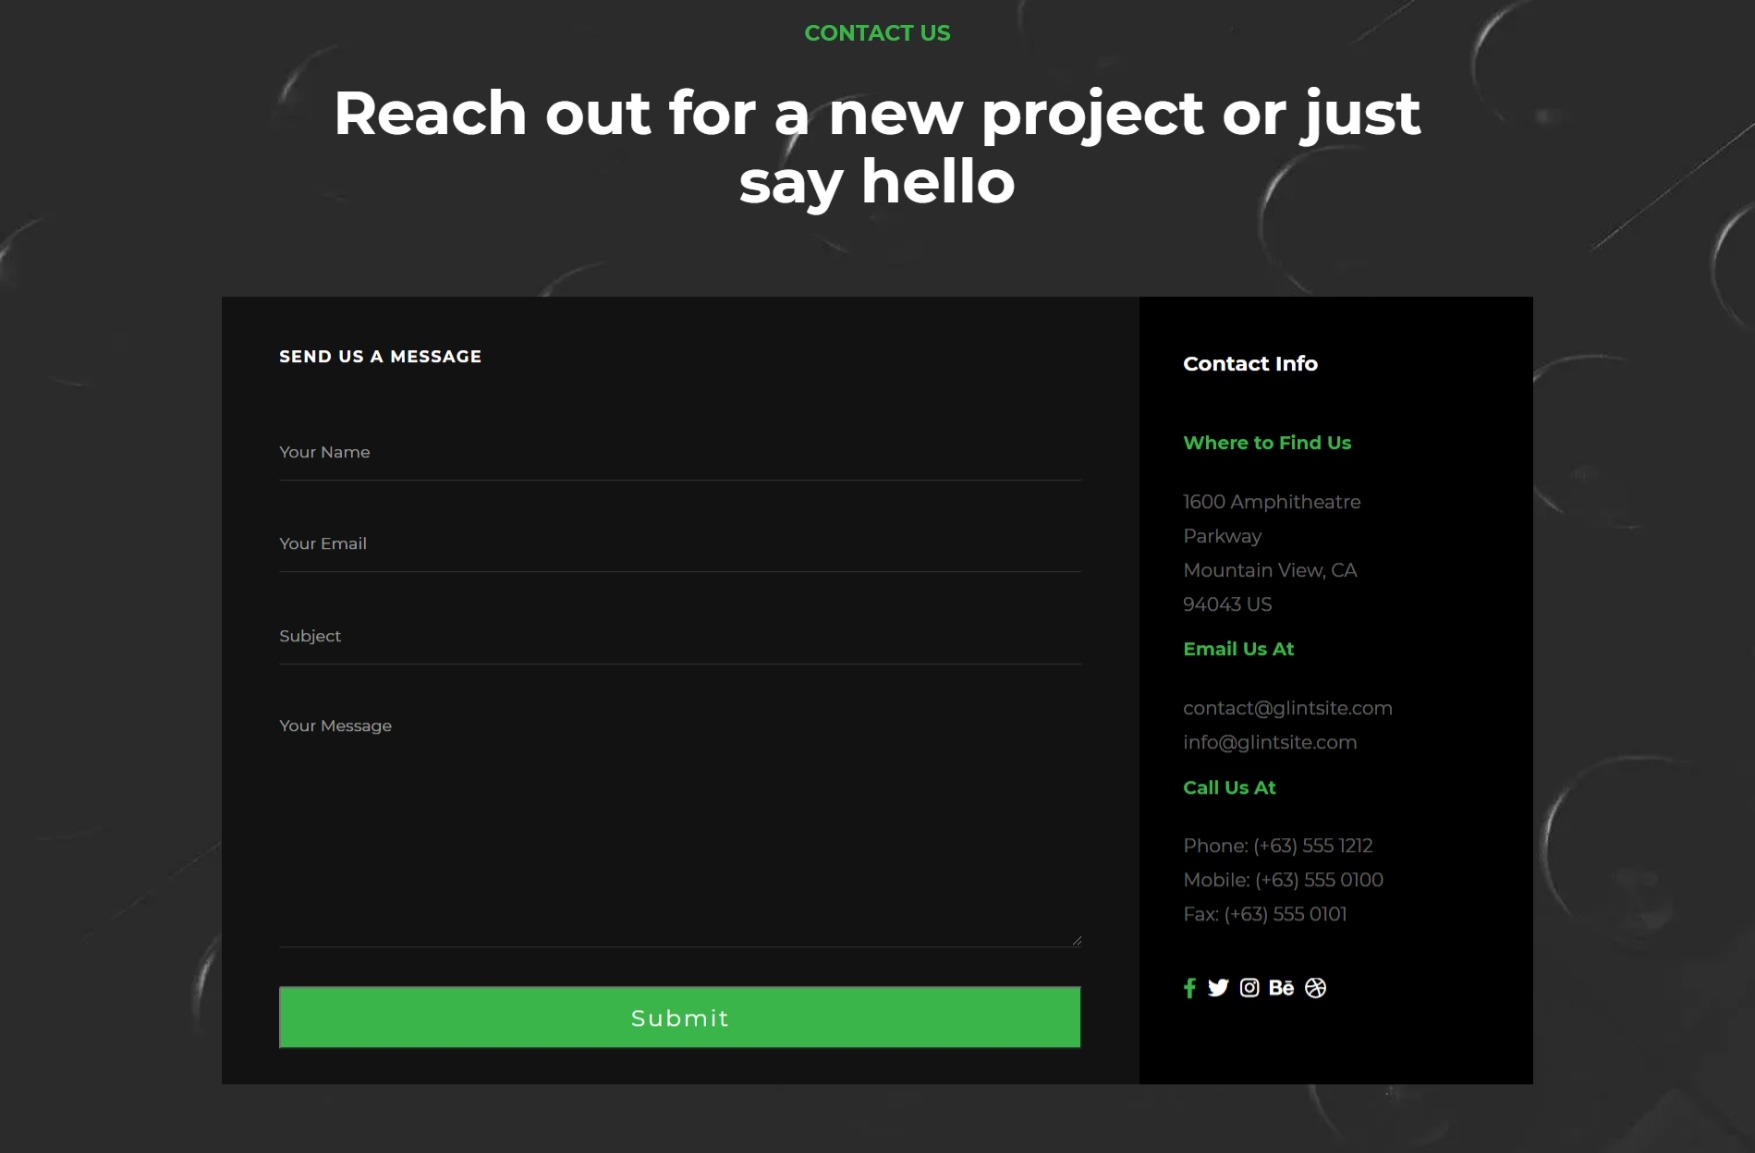 CONTACT US
Reach out for a new project or just
say hello
SEND US A MESSAGE
Your Name
Your Email
Subject
Your Message
Submit
Contact Info
Where to Find Us
1600 Amphitheatre
Parkway
Mountain View, CA
94043 US
Email Us At
contact@glintsite.com
info@glintsite.com
Call Us At
Phone: (+63) 555 1212
Mobile: (+63) 555 0100
Fax: (+63) 555 0101
Bē